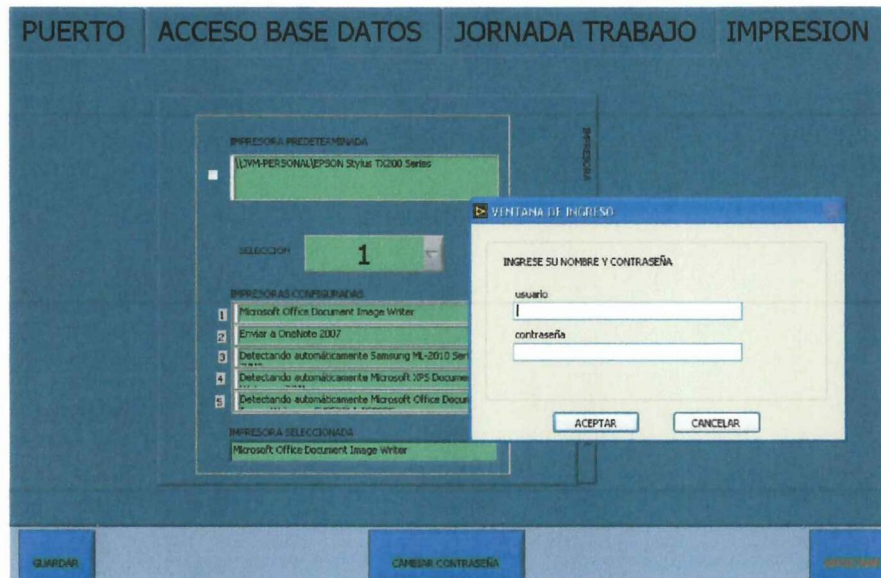 PUERTO ACCESO BASE DATOS JORNADA TRABAJO IMPRESION
IMPRESORA PREDETERMINADA
\\JVM-PERSONAL\EPSON Stylus TX200 Series
IMPRESORA
SELECCION
1
IMPRESORAS CONFIGURADAS
1 Microsoft Office Document Image Writer
2 Enviar a OneNote 2007
3 Detectando automáticamente Samsung ML-2010 Seri
4 Detectando automáticamente Microsoft XPS Docume
5 Detectando automáticamente Microsoft Office Docum
IMPRESORA SELECCIONADA
Microsoft Office Document Image Writer
VENTANA DE INGRESO
INGRESE SU NOMBRE Y CONTRASEÑA
usuario
contraseña
ACEPTAR CANCELAR
GUARDAR CAMBIAR CONTRASEÑA